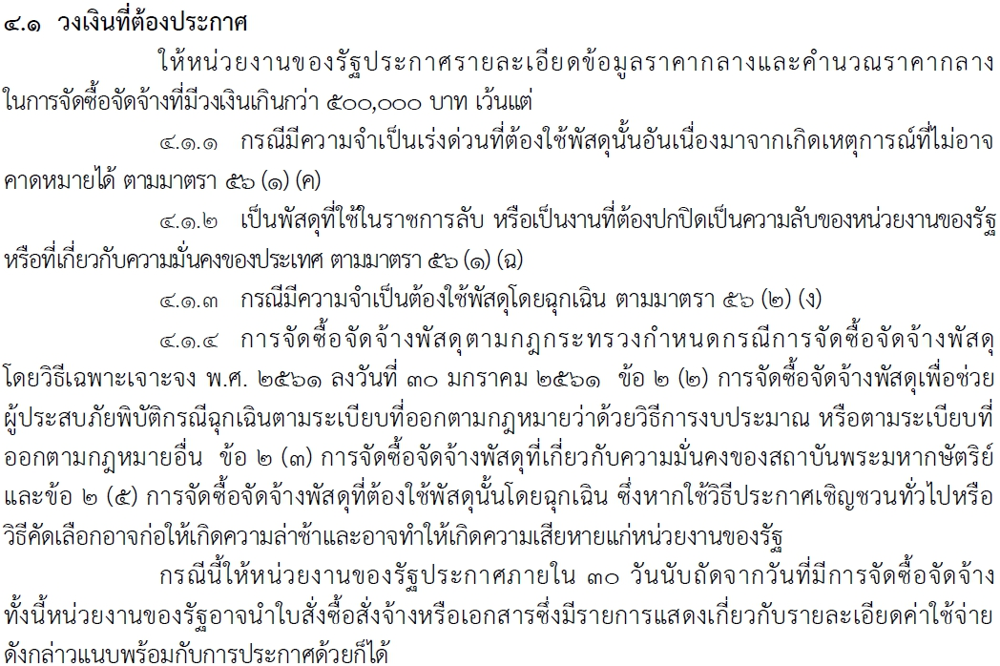 ๔.๑ วงเงินที่ต้องประกาศ
ให้หน่วยงานของรัฐประกาศรายละเอียดข้อมูลราคากลางและคำนวณราคากลาง
ในการจัดซื้อจัดจ้างที่มีวงเงินเกินกว่า ๕๐๐,๐๐๐ บาท เว้นแต่
๔.๑.๑ กรณีมีความจำเป็นเร่งด่วนที่ต้องใช้พัสดุนั้นอันเนื่องมาจากเกิดเหตุการณ์ที่ไม่อาจ
คาดหมายได้ ตามมาตรา ๕๖ (๑) (ค)
๔.๑.๒ เป็นพัสดุที่ใช้ในราชการลับ หรือเป็นงานที่ต้องปกปิดเป็นความลับของหน่วยงานของรัฐ
หรือที่เกี่ยวกับความมั่นคงของประเทศ ตามมาตรา ๕๖ (๑) (ฉ)
๔.๑.๓ กรณีมีความจำเป็นต้องใช้พัสดุโดยฉุกเฉิน ตามมาตรา ๕๖ (๒) (ง)
๔.๑.๔ การจัดซื้อจัดจ้างพัสดุตามกฎกระทรวงกำหนดกรณีการจัดซื้อจัดจ้างพัสดุ
โดยวิธีเฉพาะเจาะจง พ.ศ. ๒๕๖๑ ลงวันที่ ๓๐ มกราคม ๒๕๖๑ ข้อ ๒ (๒) การจัดซื้อจัดจ้างพัสดุเพื่อช่วย
ผู้ประสบภัยพิบัติกรณีฉุกเฉินตามระเบียบที่ออกตามกฎหมายว่าด้วยวิธีการงบประมาณ หรือตามระเบียบที่
ออกตามกฎหมายอื่น ข้อ ๒ (๓) การจัดซื้อจัดจ้างพัสดุที่เกี่ยวกับความมั่นคงของสถาบันพระมหากษัตริย์
และข้อ ๒ (๕) การจัดซื้อจัดจ้างพัสดุที่ต้องใช้พัสดุนั้นโดยฉุกเฉิน ซึ่งหากใช้วิธีประกาศเชิญชวนทั่วไปหรือ
วิธีคัดเลือกอาจก่อให้เกิดความล่าช้าและอาจทำให้เกิดความเสียหายแก่หน่วยงานของรัฐ
กรณีนี้ให้หน่วยงานของรัฐประกาศภายใน ๓๐ วันนับถัดจากวันที่มีการจัดซื้อจัดจ้าง
ทั้งนี้หน่วยงานของรัฐอาจนำใบสั่งซื้อสั่งจ้างหรือเอกสารซึ่งมีรายการแสดงเกี่ยวกับรายละเอียดค่าใช้จ่าย
ดังกล่าวแนบพร้อมกับการประกาศด้วยก็ได้